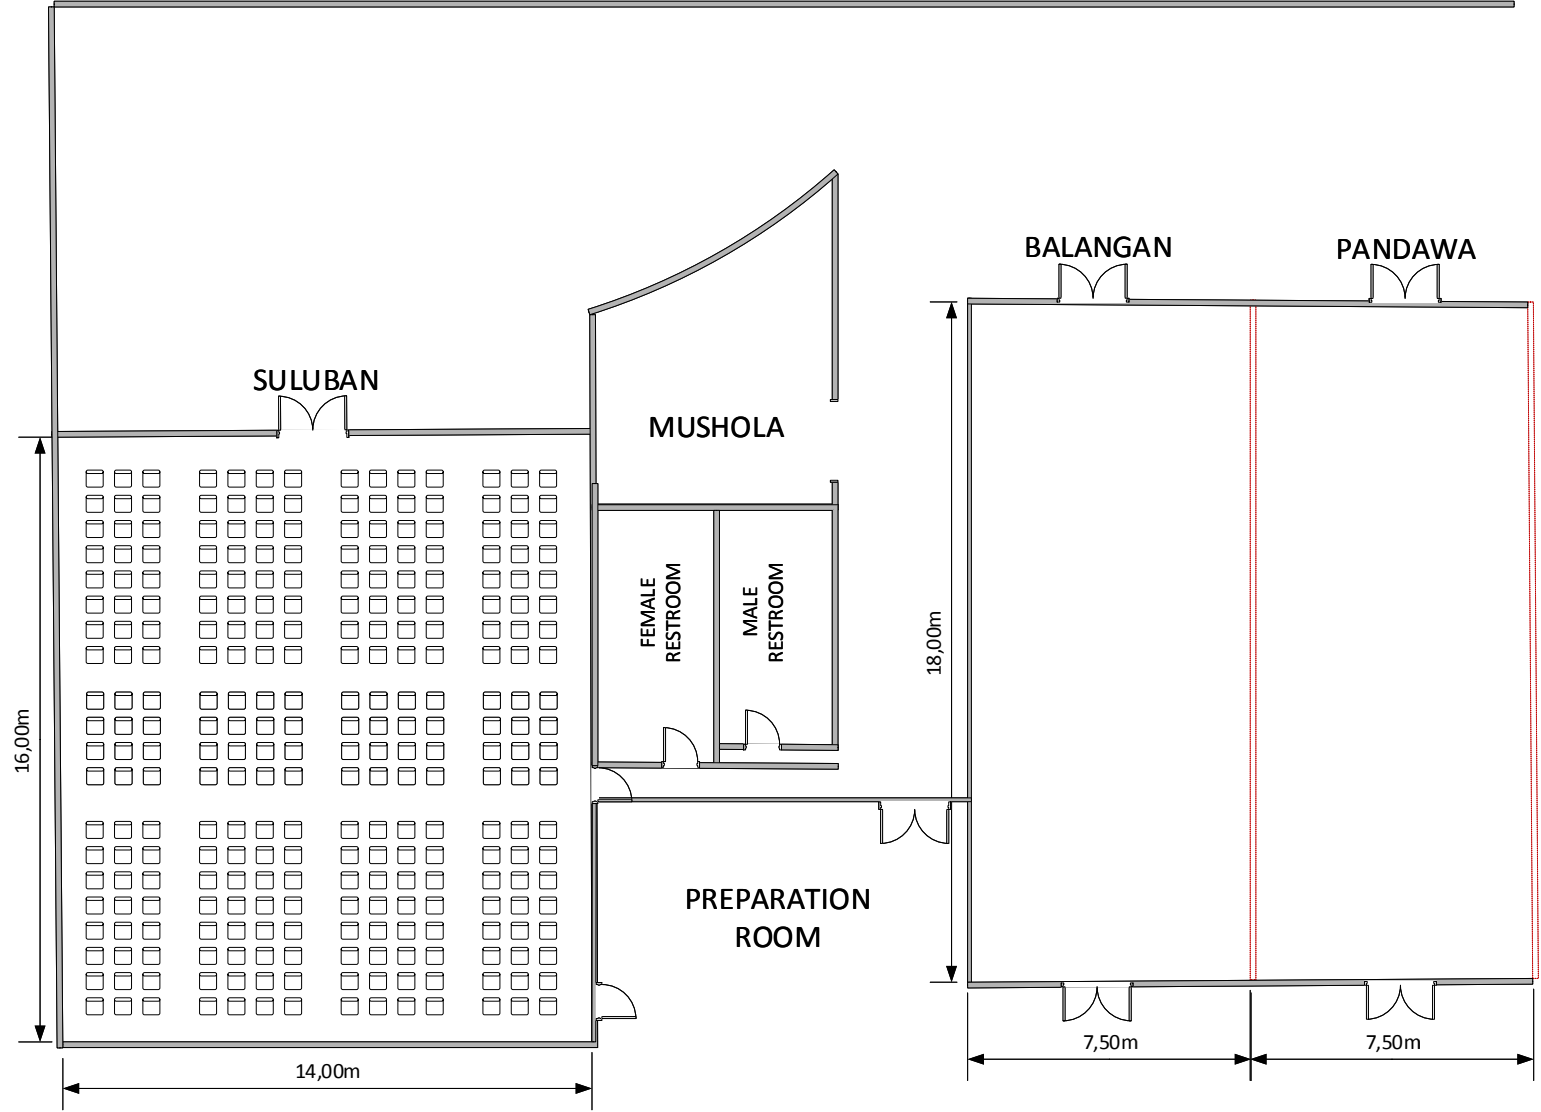 BALANGAN
PANDAWA
SULUBAN
MUSHOLA
FEMALE
RESTROOM
MALE
RESTROOM
18,00m
16,00m
PREPARATION
ROOM
7,50m
7,50m
14,00m